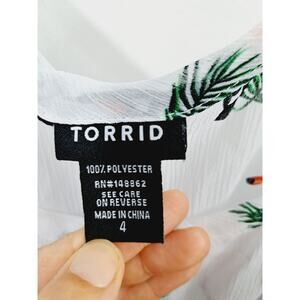 TORRID
100% POLYESTER
RN#148862
SEE CARE
ON REVERSE
MADE IN CHINA
4